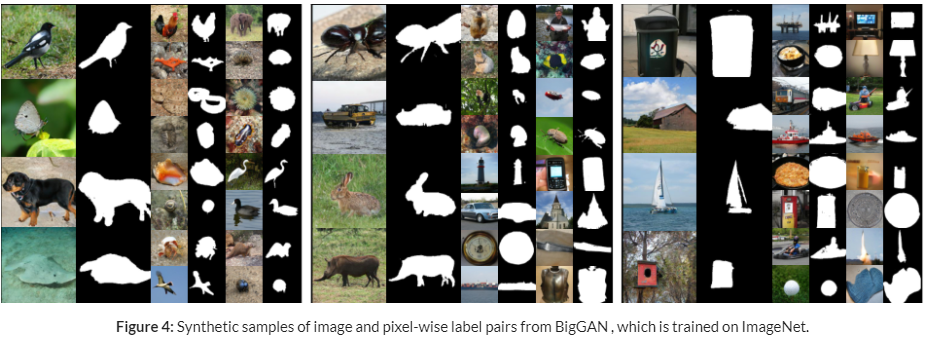 Figure 4: Synthetic samples of image and pixel-wise label pairs from BigGAN , which is trained on ImageNet.